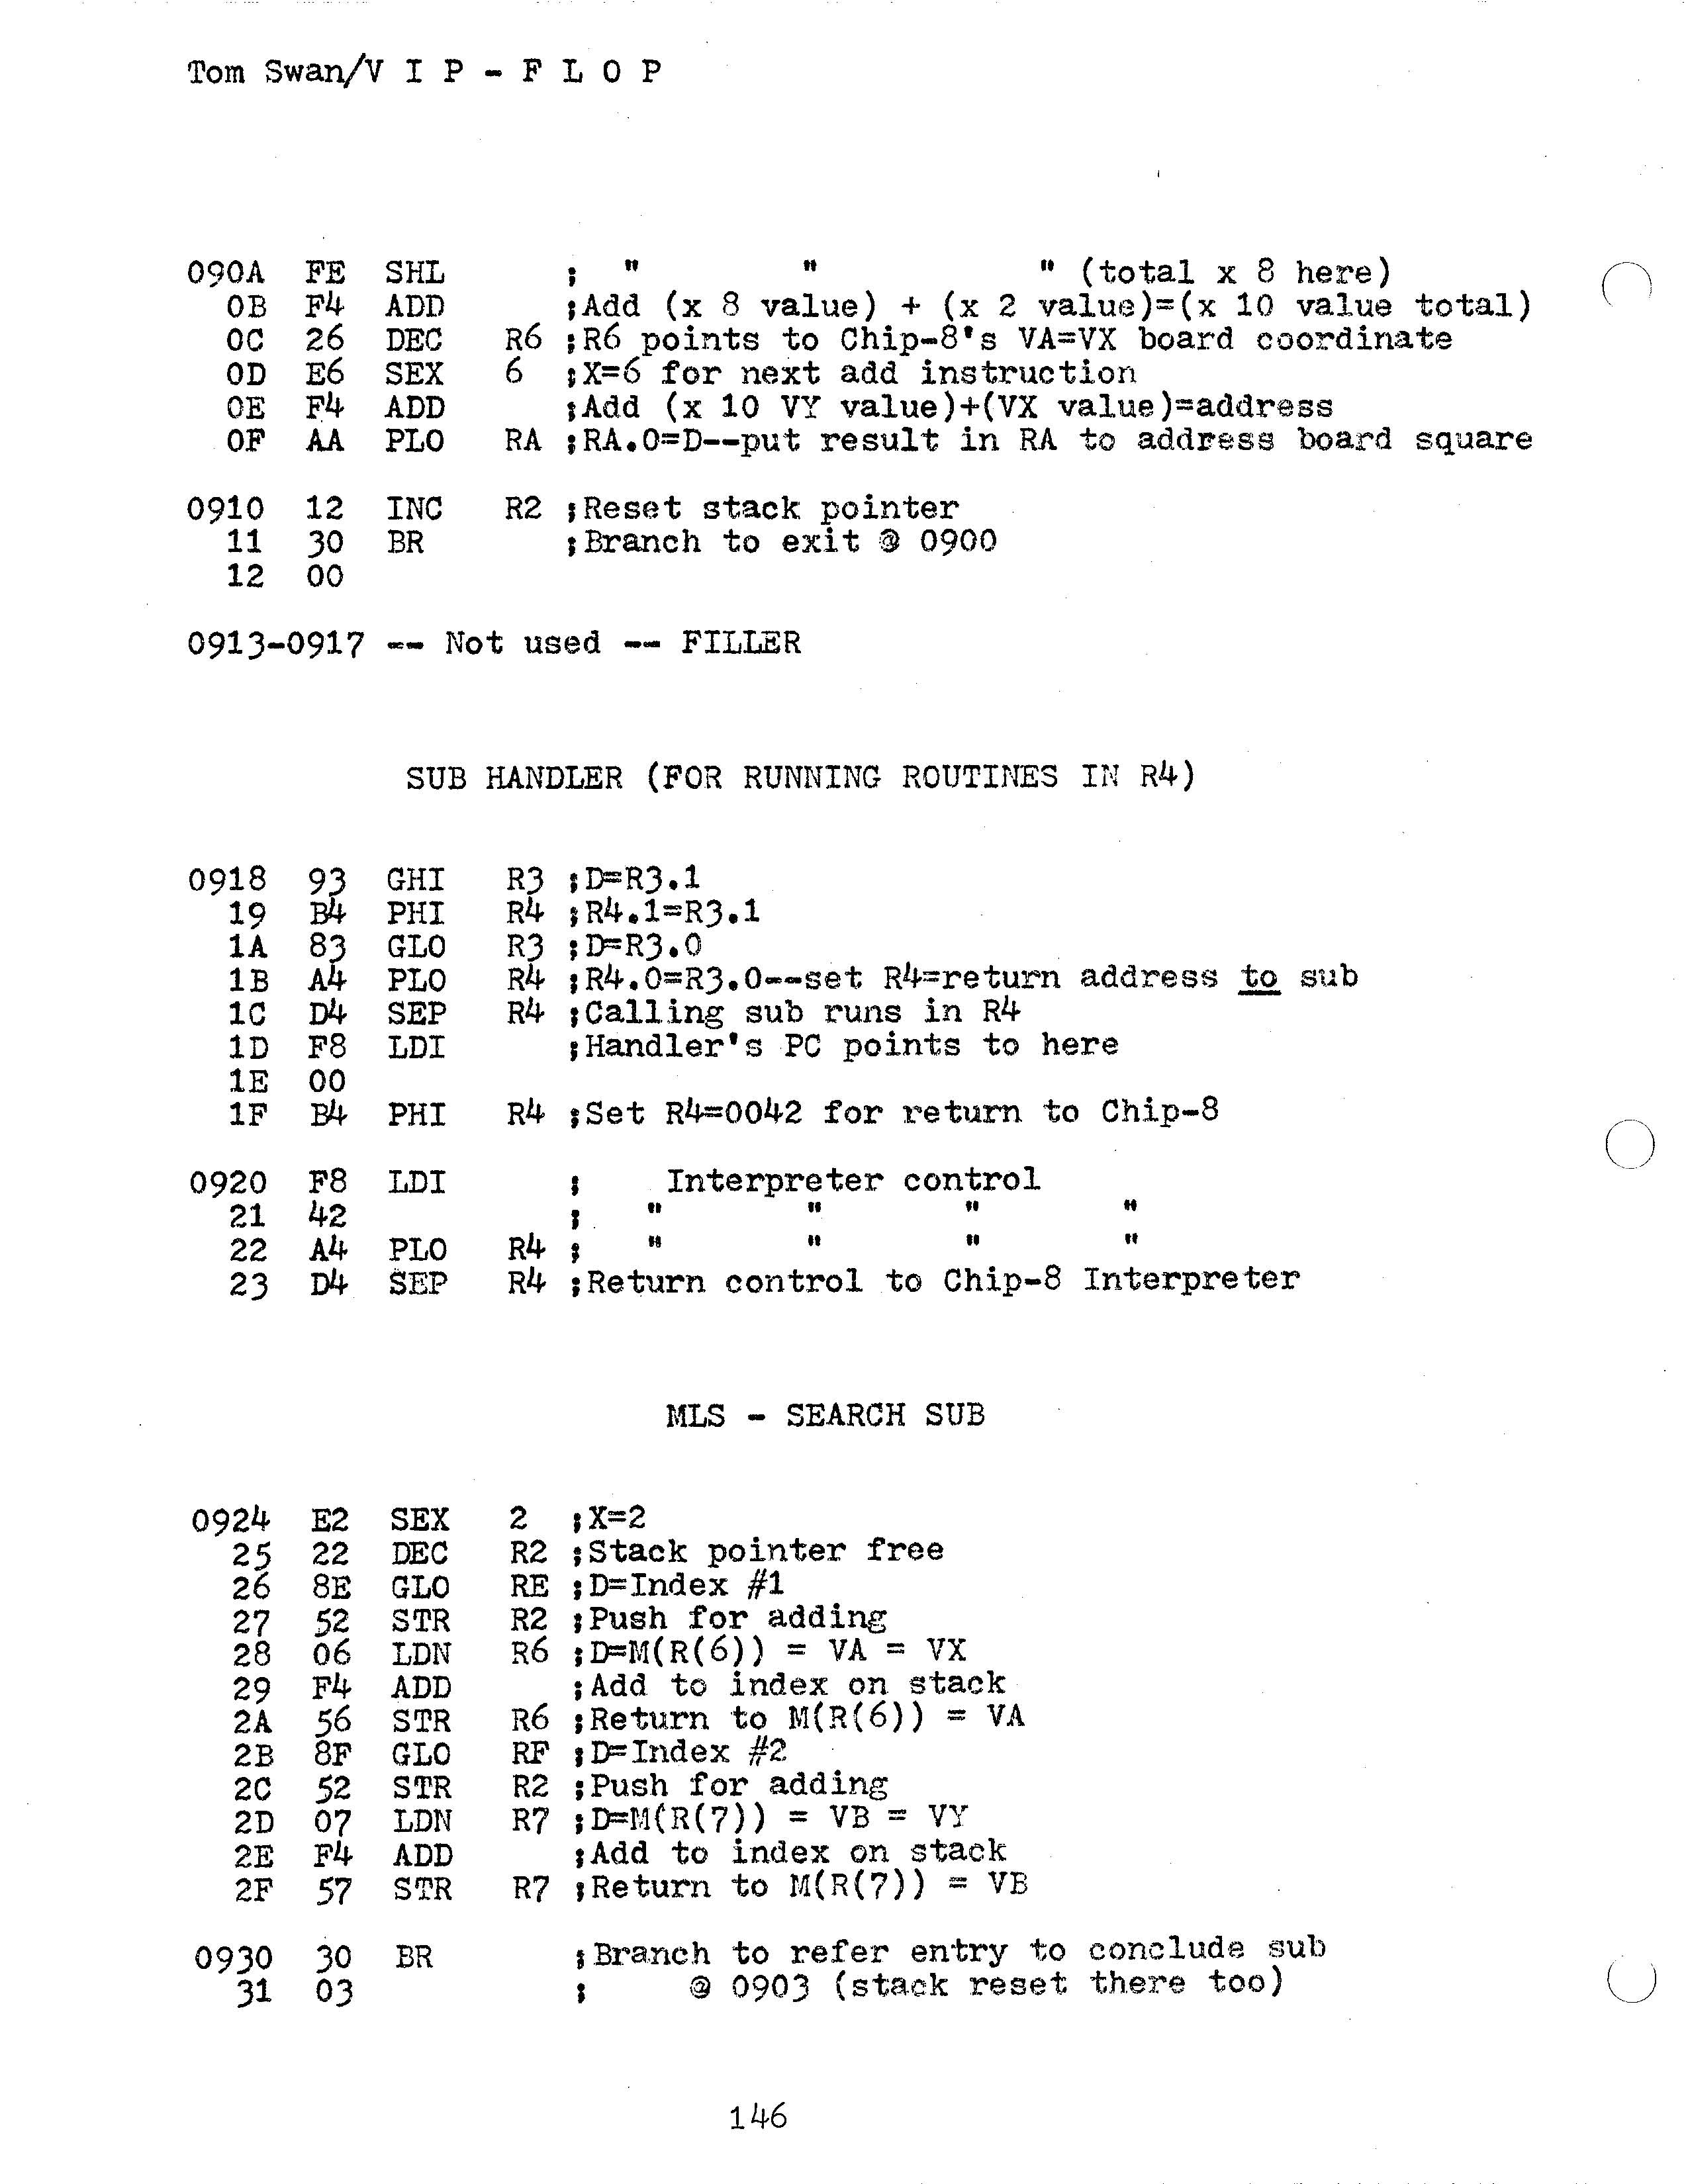 Tom Swan/V I P - F L O P
090A FE SHL ; " " " (total x 8 here)
0B F4 ADD ;Add (x 8 value) + (x 2 value)=(x 10 value total)
0C 26 DEC R6 ;R6 points to Chip-8's VA=VX board coordinate
0D E6 SEX 6 ;X=6 for next add instruction
0E F4 ADD ;Add (x 10 VY value)+(VX value)=address
0F AA PLO RA ;RA.0=D--put result in RA to address board square
0910 12 INC R2 ;Reset stack pointer
11 30 BR ;Branch to exit @ 0900
12 00
0913-0917 -- Not used -- FILLER
SUB HANDLER (FOR RUNNING ROUTINES IN R4)
0918 93 GHI R3 ;D=R3.1
19 B4 PHI R4 ;R4.1=R3.1
1A 83 GLO R3 ;D=R3.0
1B A4 PLO R4 ;R4.0=R3.0--set R4=return address to sub
1C D4 SEP R4 ;Calling sub runs in R4
1D F8 LDI ;Handler's PC points to here
1E 00
1F B4 PHI R4 ;Set R4=0042 for return to Chip-8
0920 F8 LDI ; Interpreter control
21 42 ; " " " "
22 A4 PLO R4 ; " " " "
23 D4 SEP R4 ;Return control to Chip-8 Interpreter
MLS - SEARCH SUB
0924 E2 SEX 2 ;X=2
25 22 DEC R2 ;Stack pointer free
26 8E GLO RE ;D=Index #1
27 52 STR R2 ;Push for adding
28 06 LDN R6 ;D=M(R(6)) = VA = VX
29 F4 ADD ;Add to index on stack
2A 56 STR R6 ;Return to M(R(6)) = VA
2B 8F GLO RF ;D=Index #2
2C 52 STR R2 ;Push for adding
2D 07 LDN R7 ;D=M(R(7)) = VB = VY
2E F4 ADD ;Add to index on stack
2F 57 STR R7 ;Return to M(R(7)) = VB
0930 30 BR ;Branch to refer entry to conclude sub
31 03 ; @ 0903 (stack reset there too)
146